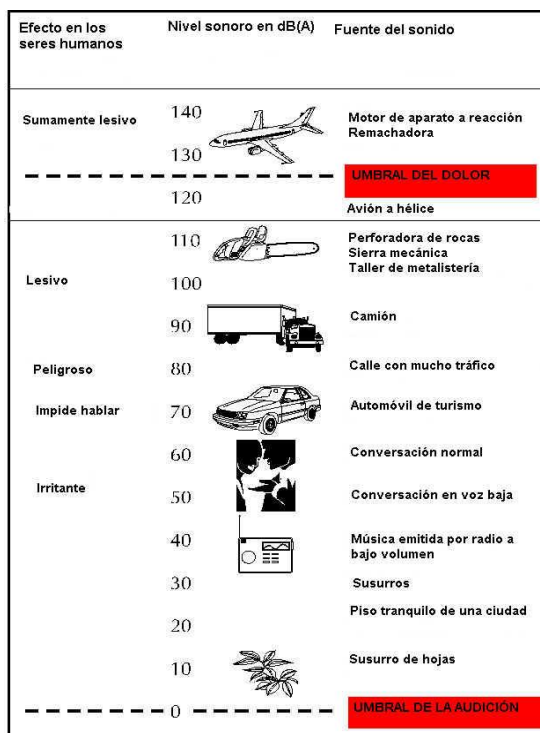 Efecto en los
seres humanos
Nivel sonoro en dB(A)
Fuente del sonido
Sumamente lesivo
140
Motor de aparato a reacción
Remachadora
130
UMBRAL DEL DOLOR
120
Avión a hélice
110
Perforadora de rocas
Sierra mecánica
Taller de metalistería
Lesivo
100
90
Camión
Peligroso
80
Calle con mucho tráfico
Impide hablar
70
Automóvil de turismo
60
Conversación normal
Irritante
50
Conversación en voz baja
40
Música emitida por radio a
bajo volumen
30
Susurros
Piso tranquilo de una ciudad
20
10
Susurro de hojas
0
UMBRAL DE LA AUDICIÓN